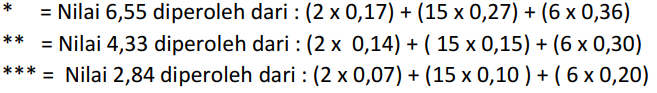 * = Nilai 6,55 diperoleh dari : (2 x 0,17) + (15 x 0,27) + (6 x 0,36)
** = Nilai 4,33 diperoleh dari : (2 x 0,14) + ( 15 x 0,15) + (6 x 0,30)
*** = Nilai 2,84 diperoleh dari : (2 x 0,07) + (15 x 0,10 ) + ( 6 x 0,20)